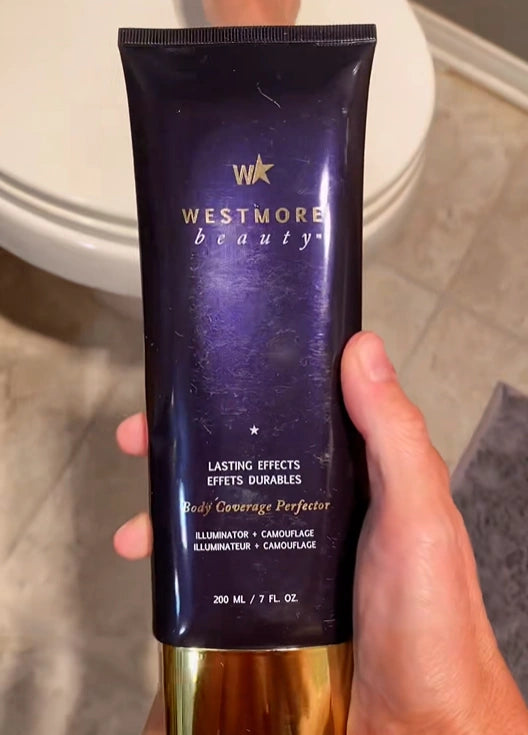 W
WESTMORE
beauty
LASTING EFFECTS
EFFETS DURABLES
Body Coverage Perfector
ILLUMINATOR + CAMOUFLAGE
ILLUMINATEUR + CAMOUFLAGE
200 ML / 7 FL. OZ.